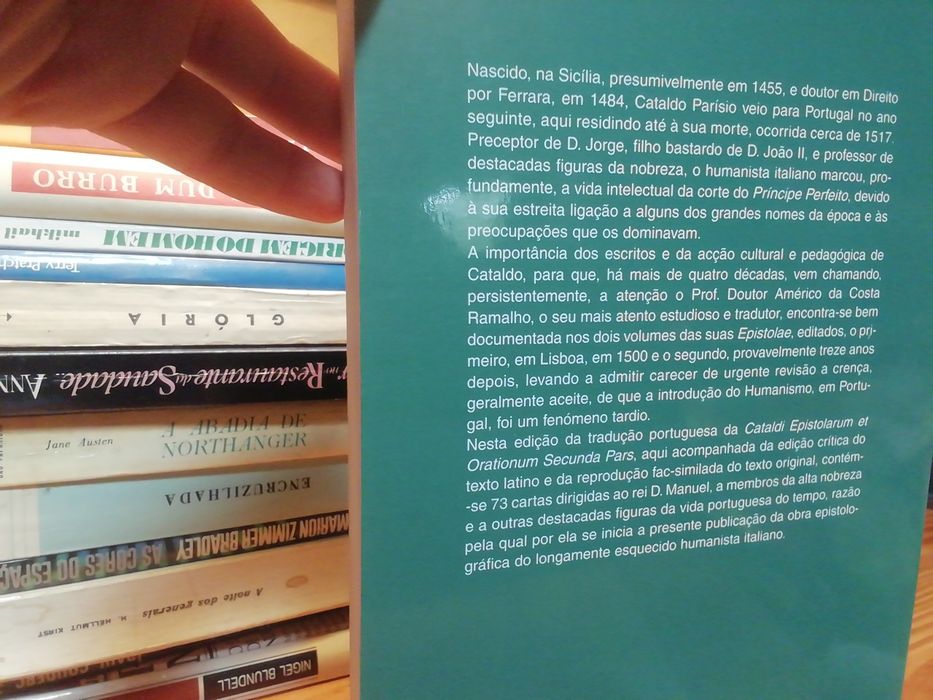 Nascido, na Sicília, presumivelmente em 1455, e doutor em Direito
por Ferrara, em 1484, Cataldo Parísio veio para Portugal no ano
seguinte, aqui residindo até à sua morte, ocorrida cerca de 1517.
Preceptor de D. Jorge, filho bastardo de D. João II, e professor de
destacadas figuras da nobreza, o humanista italiano marcou, pro-
fundamente, a vida intelectual da corte do Príncipe Perfeito, devido
à sua estreita ligação a alguns dos grandes nomes da época e às
preocupações que os dominavam.
A importância dos escritos e da acção cultural e pedagógica de
Cataldo, para que, há mais de quatro décadas, vem chamando,
persistentemente, a atenção o Prof. Doutor Américo da Costa
Ramalho, o seu mais atento estudioso e tradutor, encontra-se bem
documentada nos dois volumes das suas Epistolae, editados, o pri-
meiro, em Lisboa, em 1500 e o segundo, provavelmente treze anos
depois, levando a admitir carecer de urgente revisão a crença,
geralmente aceite, de que a introdução do Humanismo, em Portu-
gal, foi um fenómeno tardio.
Nesta edição da tradução portuguesa da Cataldi Epistolarum et
Orationum Secunda Pars, aqui acompanhada da edição crítica do
texto latino e da reprodução fac-similada do texto original, contém-
-se 73 cartas dirigidas ao rei D. Manuel, a membros da alta nobreza
e a outras destacadas figuras da vida portuguesa do tempo, razão
pela qual por ela se inicia a presente publicação da obra epistolo-
gráfica do longamente esquecido humanista italiano.
DUM BURRO
RIGEM DO HOMEM mikhail
Terry Pratch
GLÓRIA
Restaurante da Saudade ANN
Jane Austen A ABADIA DE
NORTHANGER
ENCRUZILHADA
MARION ZIMMER BRADLEY AS CORES DO ESPAÇ
A noite dos generais H. HELLMUT KIRST
NIGEL BLUNDELL